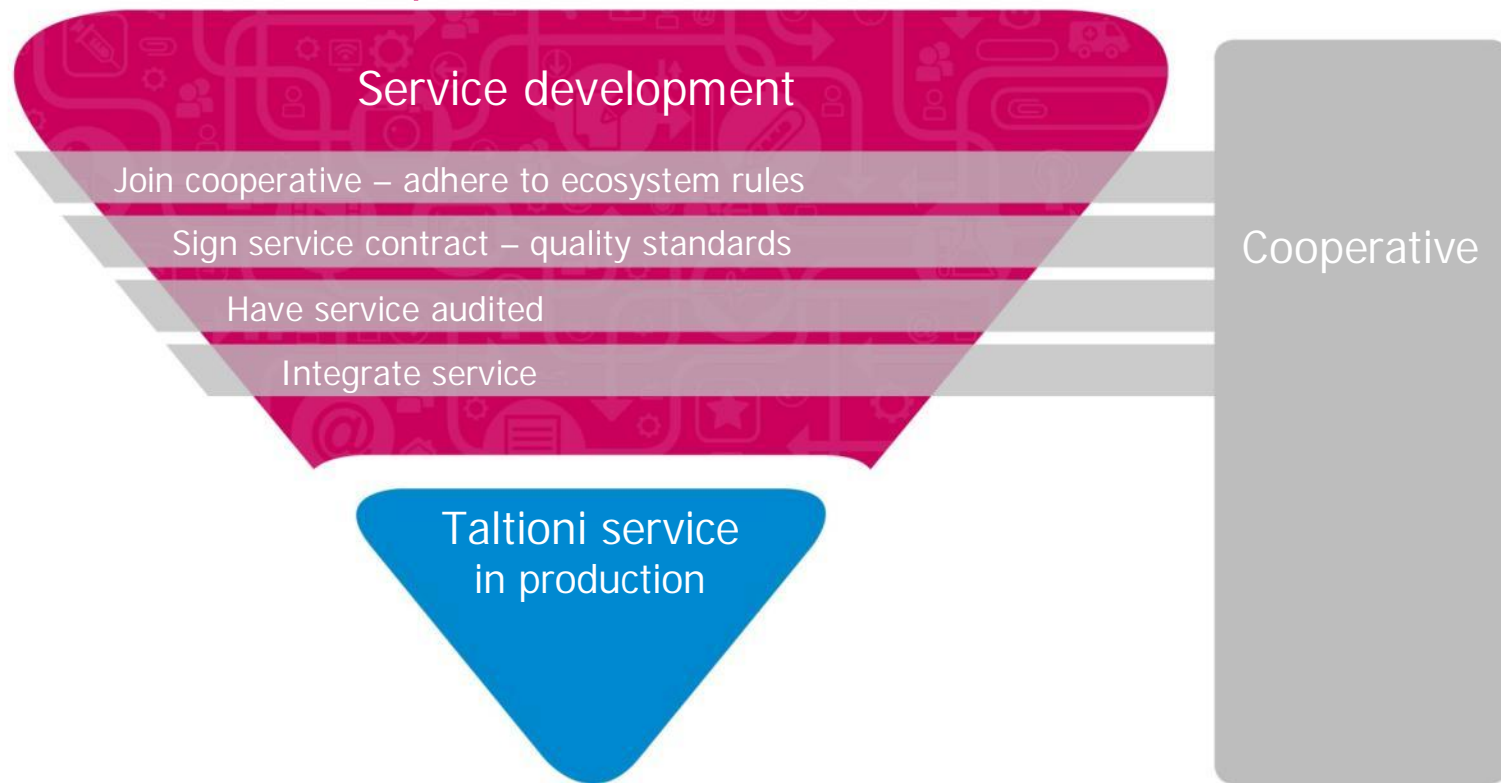 Service development
Join cooperative – adhere to ecosystem rules
Sign service contract – quality standards
Cooperative
Have service audited
Integrate service
Taltioni service
in production